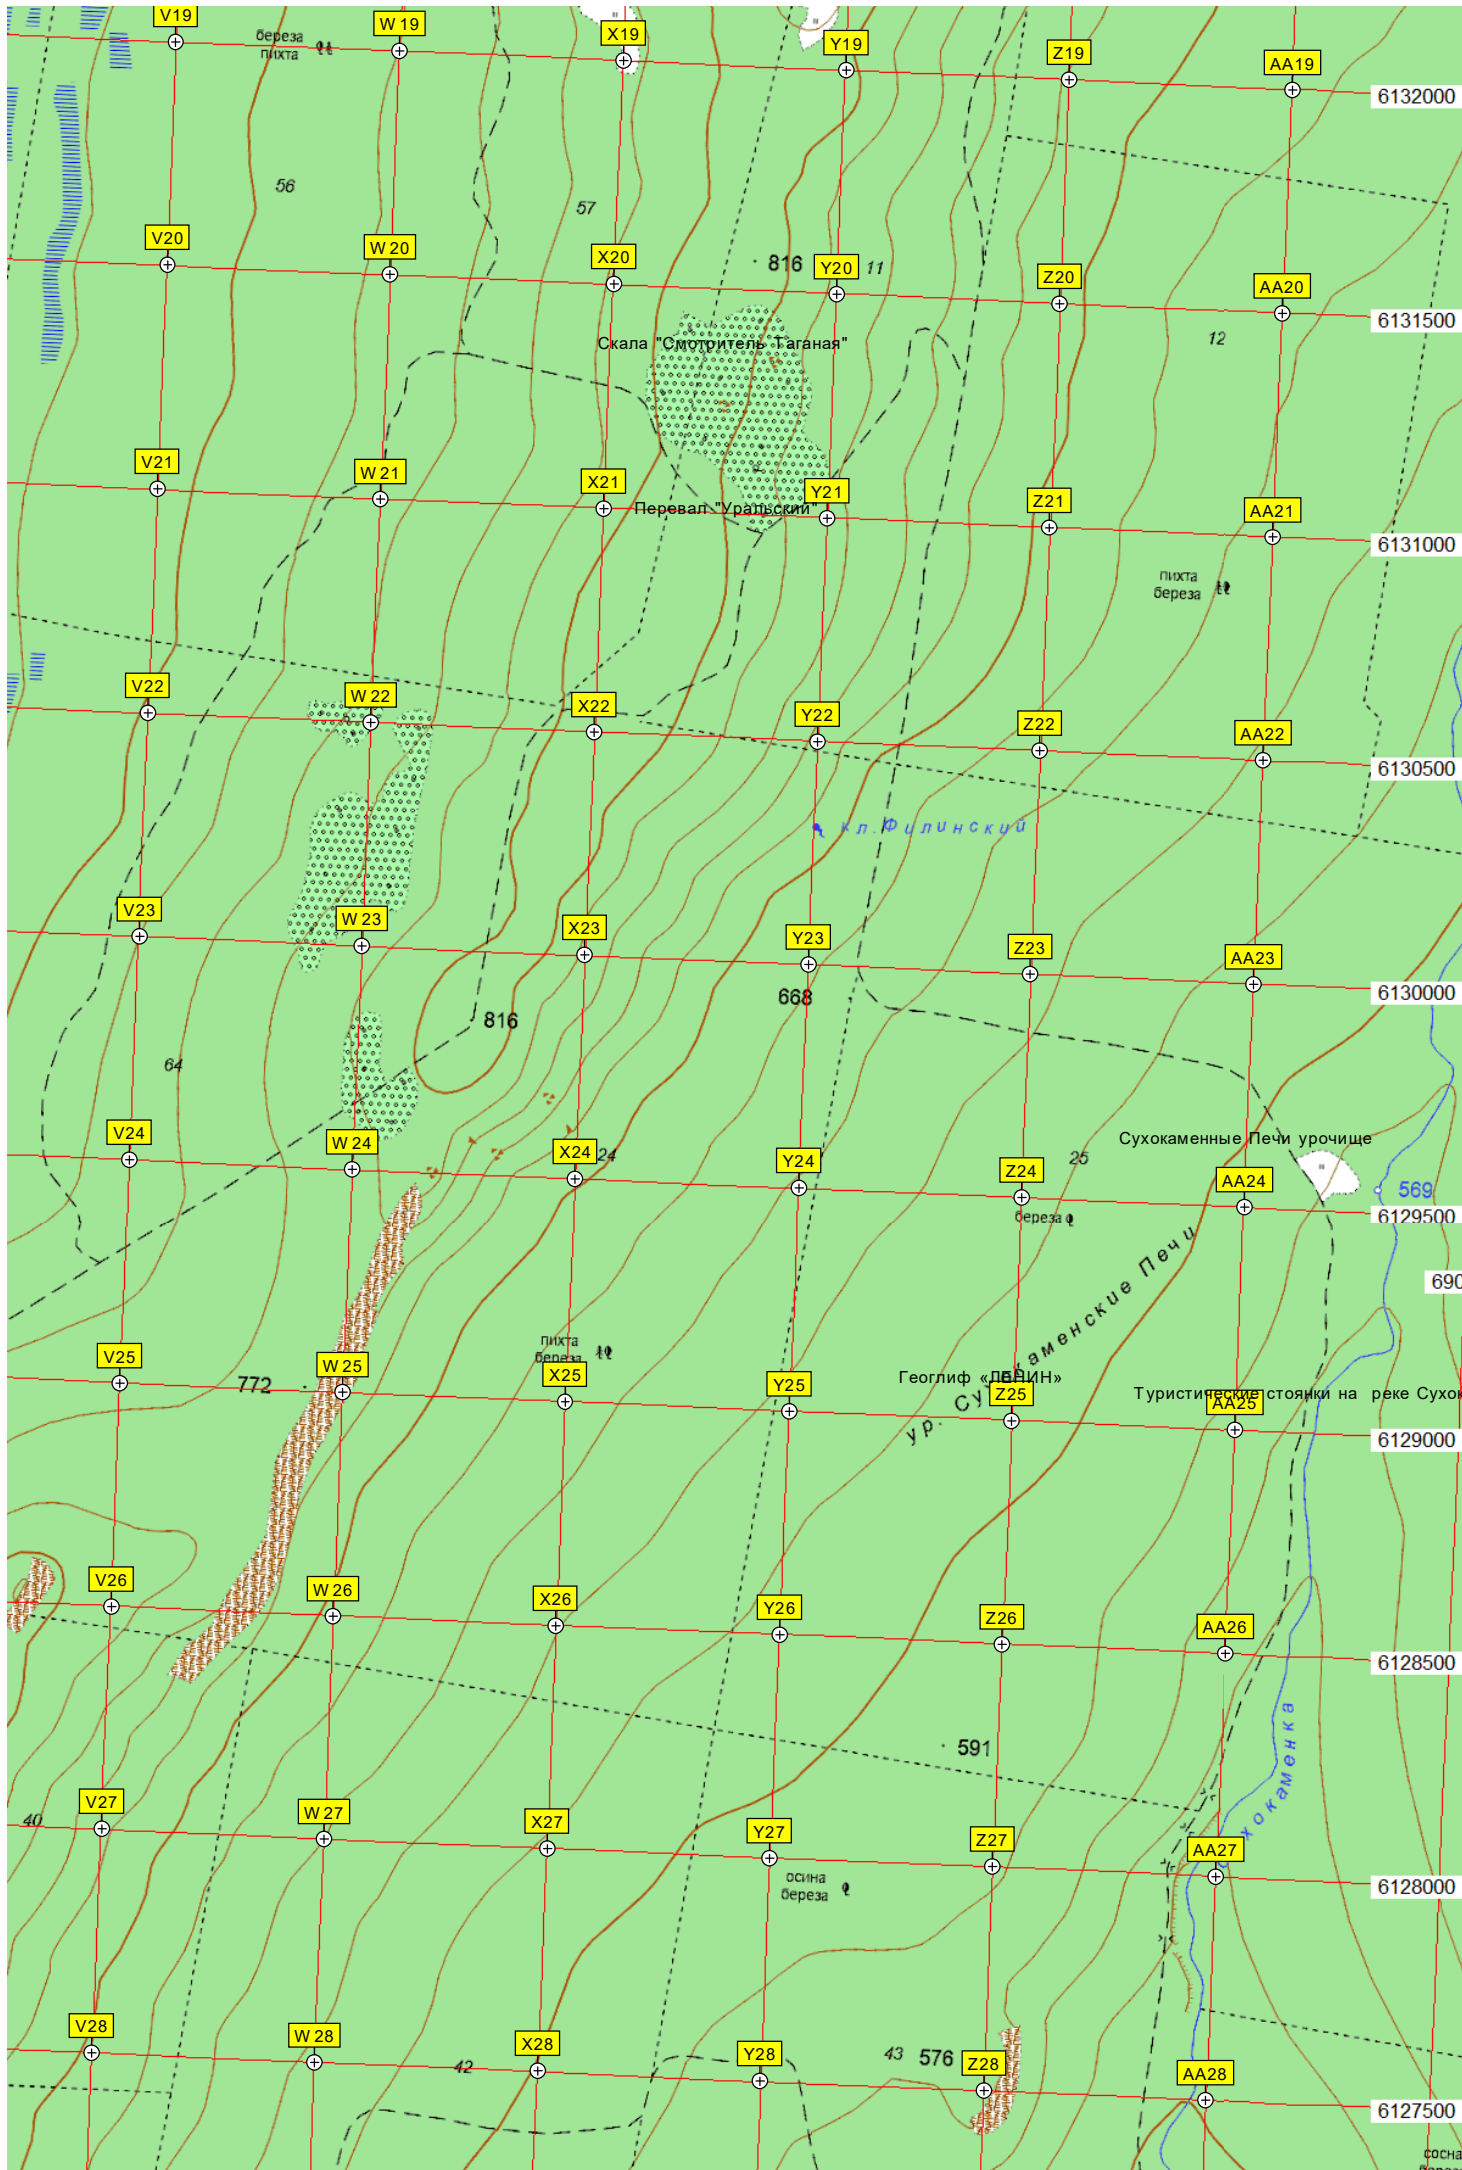 V19
W 19
X19
Y19
Z19
AA19
береза
пихта
6132000
56
57
V20
W 20
X20
816
Y20
11
Z20
AA20
6131500
12
Скала "Смотритель Таганая"
V21
W 21
X21
Перевал "Уральский"
Y21
Z21
AA21
6131000
пихта
береза
V22
W 22
X22
Y22
Z22
AA22
6130500
кл.Филинский
V23
W 23
X23
Y23
Z23
AA23
6130000
668
816
64
V24
W 24
X24
24
Y24
Z24
25
AA24
Сухокаменные Печи урочище
569
6129500
береза
690
ур. Сухокаменские Печи
V25
W 25
772
пихта
береза
X25
Y25
Геоглиф «ЛЕНИН»
Z25
Туристические стоянки на реке Сухок
AA25
6129000
V26
W 26
X26
Y26
Z26
AA26
6128500
591
хокаменка
40
V27
W 27
X27
Y27
Z27
AA27
6128000
осина
береза
V28
W 28
42
X28
Y28
43
576
Z28
AA28
6127500
сосна